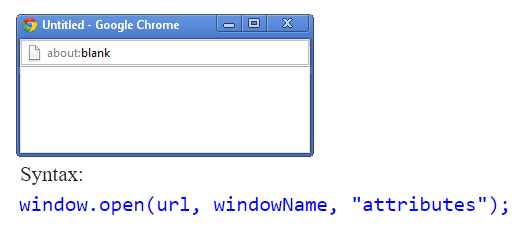 Untitled - Google Chrome
about:blank
Syntax:
window.open(url, windowName, "attributes");